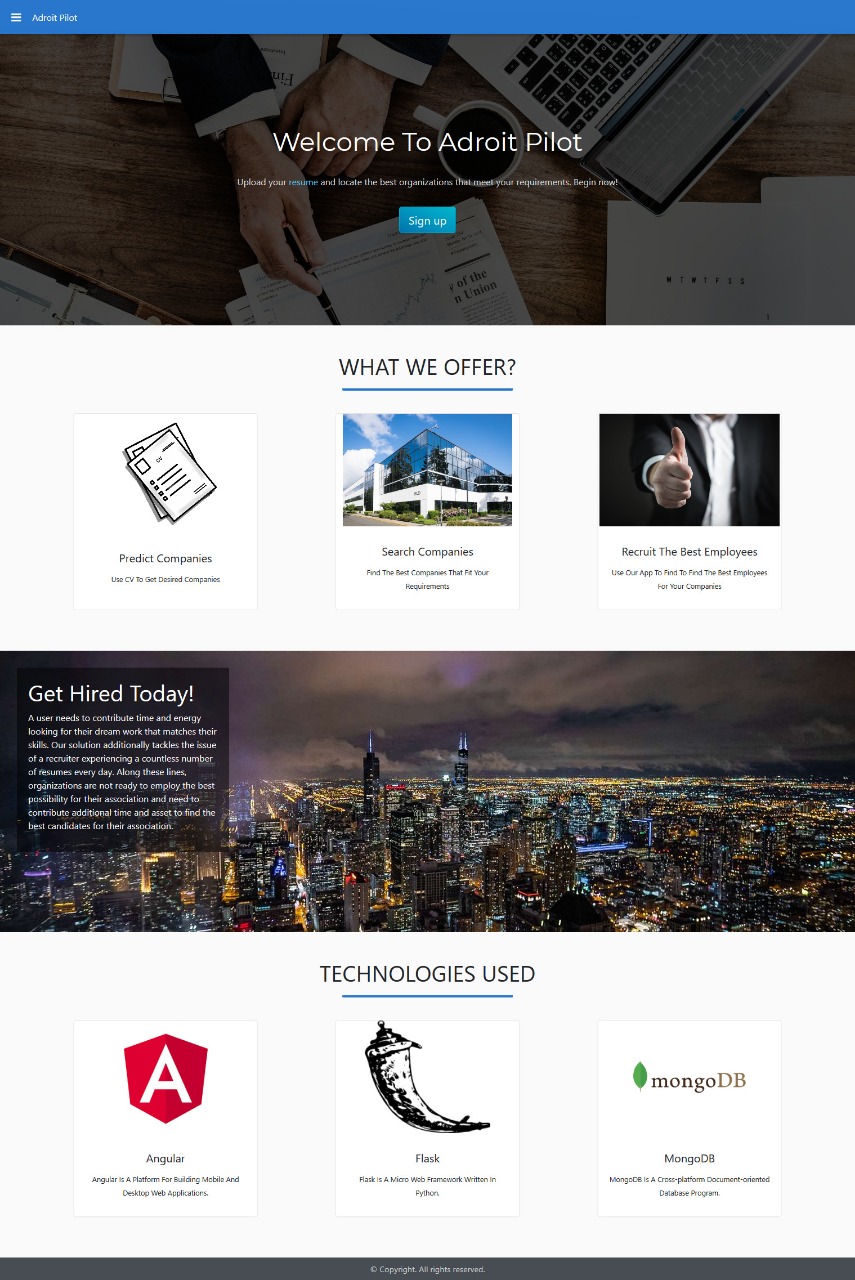 Adroit Pilot
Fin
Welcome To Adroit Pilot
Upload your resume and locate the best organizations that meet your requirements. Begin now!
Sign up
y of the
n Union
M T W T F S S
WHAT WE OFFER?
CV
Predict Companies
Use CV To Get Desired Companies
Search Companies
Find The Best Companies That Fit Your
Requirements
Recruit The Best Employees
Use Our App To Find To Find The Best Employees
For Your Companies
Get Hired Today!
A user needs to contribute time and energy
looking for their dream work that matches their
skills. Our solution additionally tackles the issue
of a recruiter experiencing a countless number
of resumes every day. Along these lines,
organizations are not ready to employ the best
possibility for their association and need to
contribute additional time and asset to find the
best candidates for their association.
TECHNOLOGIES USED
A
mongoDB
Angular
Angular Is A Platform For Building Mobile And
Desktop Web Applications.
Flask
Flask Is A Micro Web Framework Written In
Python.
MongoDB
MongoDB Is A Cross-platform Document-oriented
Database Program.
© Copyright. All rights reserved.